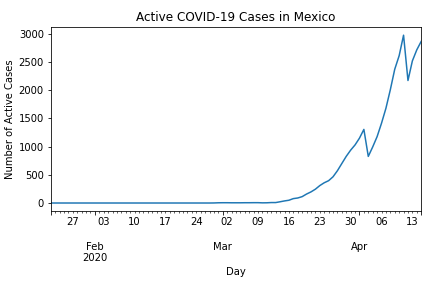 Active COVID-19 Cases in Mexico
3000
2500
2000
1500
1000
500
0
Number of Active Cases
27 03 10 17 24 02 09 16 23 30 06 13
Feb Mar Apr
2020
Day